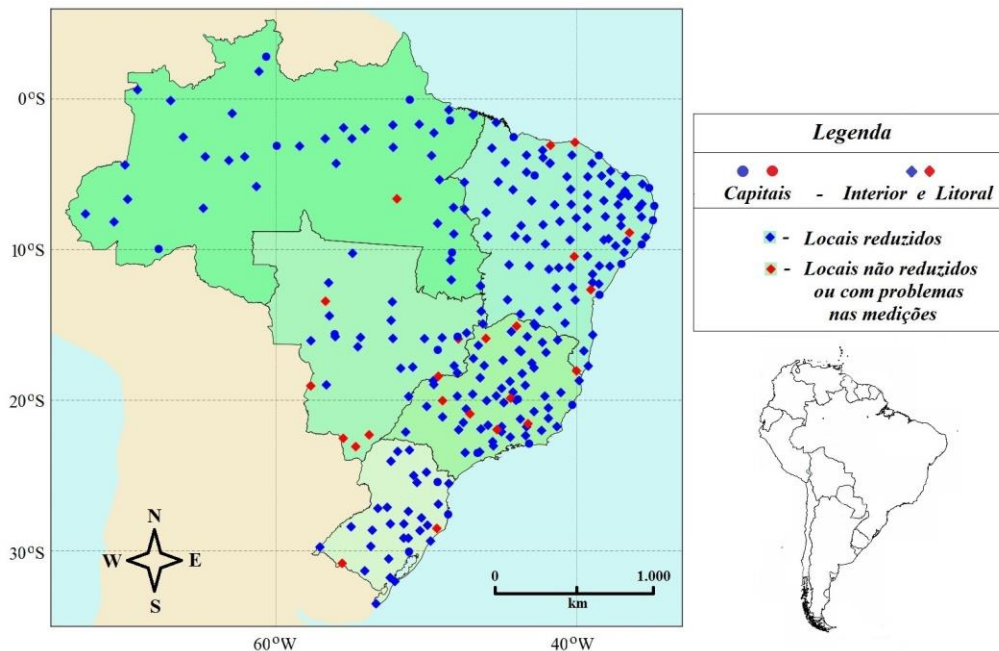 0°S
10°S
20°S
30°S
60°W
40°W
N
W
E
S
0
1.000
km
Legenda
Capitais - Interior e Litoral
- Locais reduzidos
- Locais não reduzidos
ou com problemas
nas medições